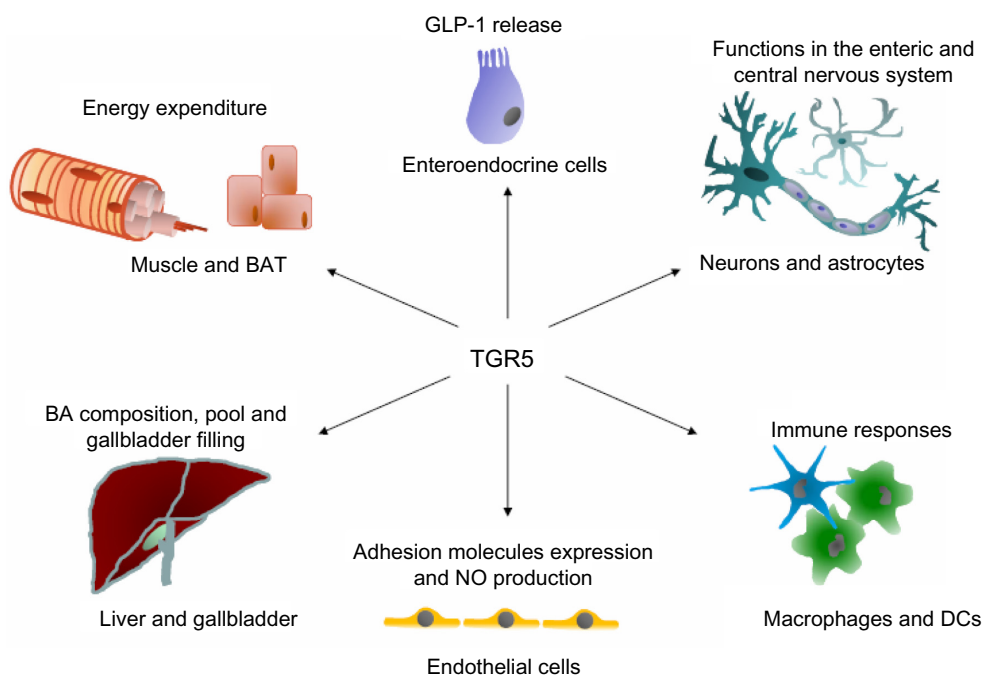 GLP-1 release
Enteroendocrine cells
Functions in the enteric and
central nervous system
Neurons and astrocytes
Energy expenditure
Muscle and BAT
TGR5
BA composition, pool and
gallbladder filling
Liver and gallbladder
Adhesion molecules expression
and NO production
Endothelial cells
Immune responses
Macrophages and DCs